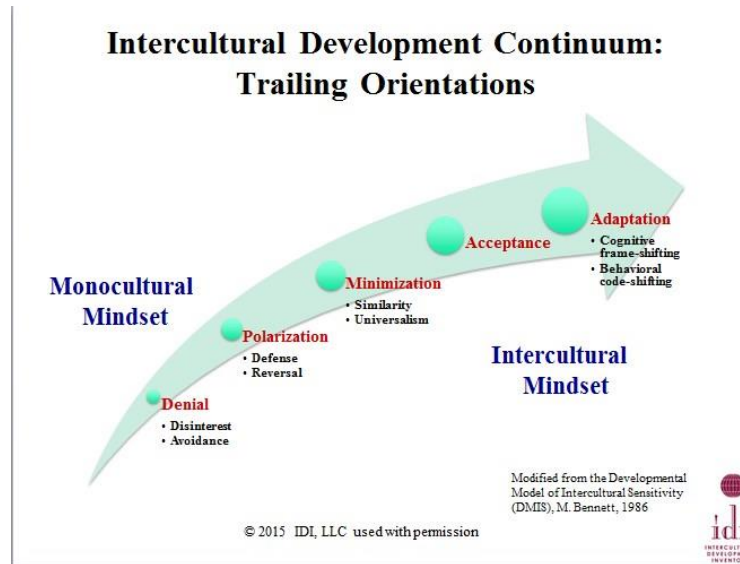 Intercultural Development Continuum:
Trailing Orientations
Adaptation
• Cognitive
frame-shifting
• Behavioral
code-shifting
Acceptance
Monocultural
Mindset
Minimization
• Similarity
• Universalism
Polarization
• Defense
• Reversal
Intercultural
Mindset
Denial
• Disinterest
• Avoidance
Modified from the Developmental
Model of Intercultural Sensitivity
(DMIS), M. Bennett, 1986
© 2015 IDI, LLC used with permission